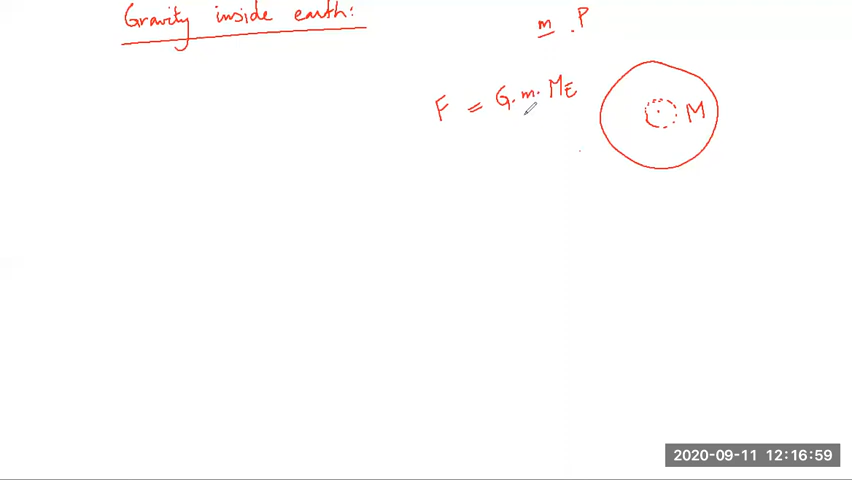 Gravity inside earth:
m . P
F = G. m. ME
M
2020-09-11 12:16:59